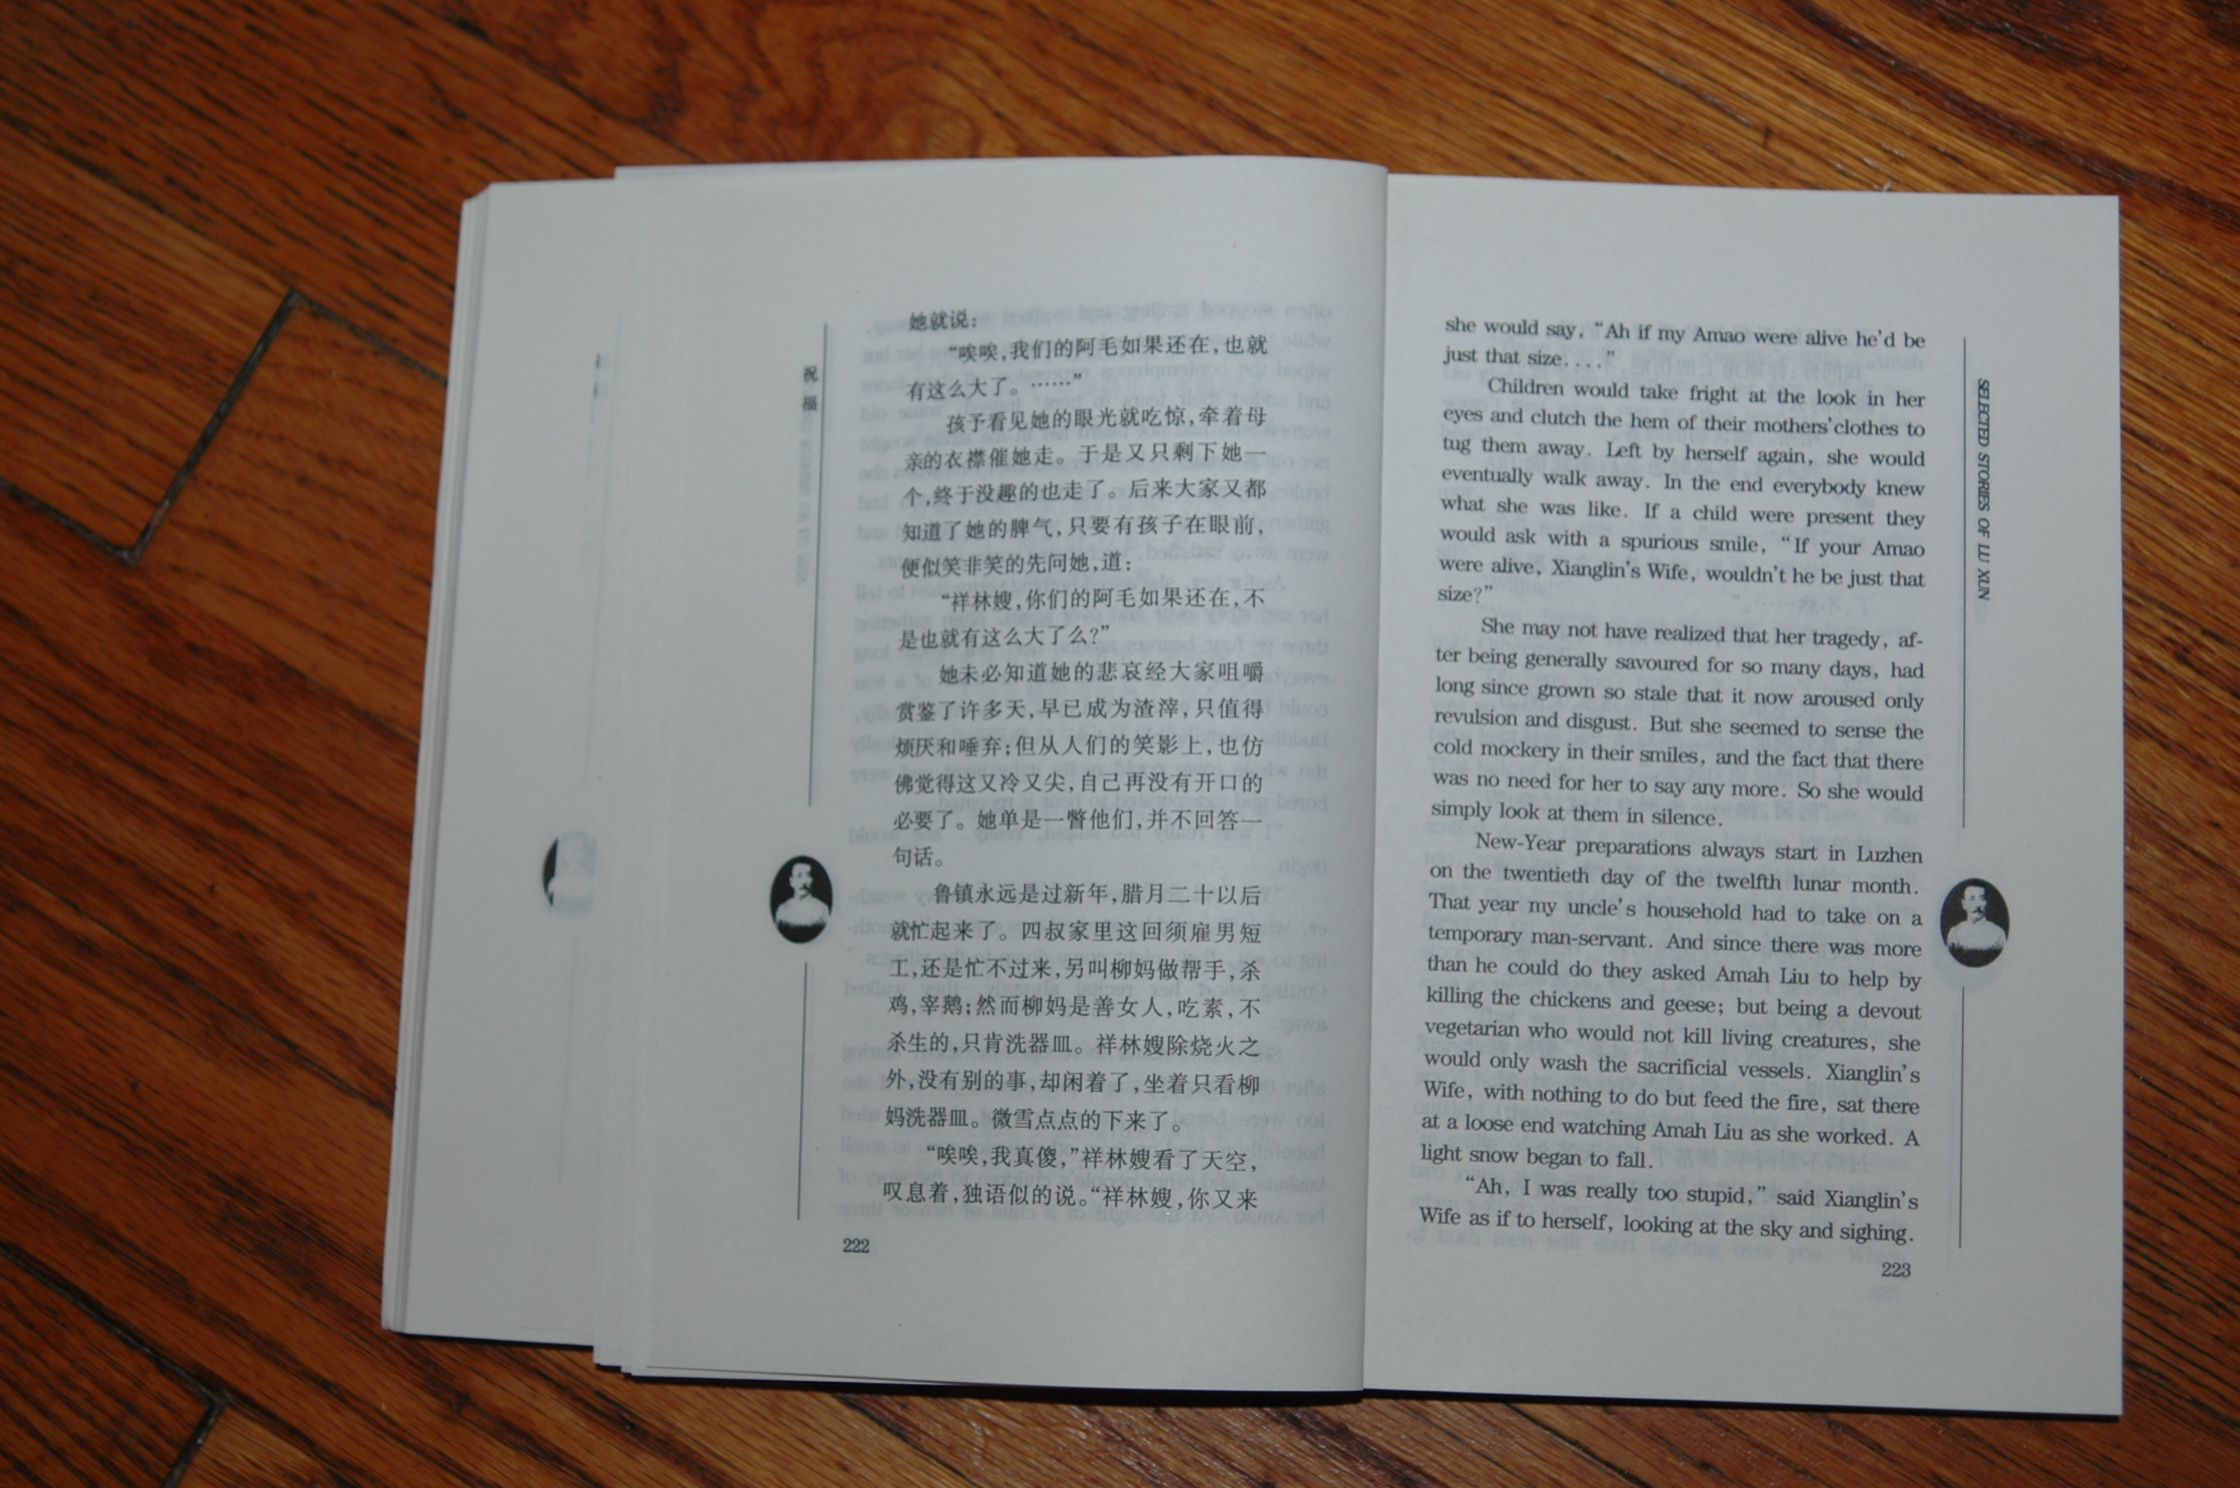 祝
福
她就说：
“唉唉，我们的阿毛如果还在，也就
有这么大了。……”
孩子看见她的眼光就吃惊，牵着母
亲的衣襟催她走。于是又只剩下她一
个，终于没趣的也走了。后来大家又都
知道了她的脾气，只要有孩子在眼前，
便似笑非笑的先问她，道：
“祥林嫂，你们的阿毛如果还在，不
是也就有这么大了么？”
她未必知道她的悲哀经大家咀嚼
赏鉴了许多天，早已成为渣滓，只值得
烦厌和唾弃；但从人们的笑影上，也仿
佛觉得这又冷又尖，自己再没有开口的
必要了。她单是一瞥他们，并不回答一
句话。
鲁镇永远是过新年，腊月二十以后
就忙起来了。四叔家里这回须雇男短
工，还是忙不过来，另叫柳妈做帮手，杀
鸡，宰鹅；然而柳妈是善女人，吃素，不
杀生的，只肯洗器皿。祥林嫂除烧火之
外，没有别的事，却闲着了，坐着只看柳
妈洗器皿。微雪点点的下来了。
“唉唉，我真傻，”祥林嫂看了天空，
叹息着，独语似的说。“祥林嫂，你又来
222
SELECTED STORIES OF LU XUN
she would say, "Ah if my Amao were alive he'd be
just that size...."
Children would take fright at the look in her
eyes and clutch the hem of their mothers' clothes to
tug them away. Left by herself again, she would
eventually walk away. In the end everybody knew
what she was like. If a child were present they
would ask with a spurious smile, "If your Amao
were alive, Xianglin's Wife, wouldn't he be just that
size?"
She may not have realized that her tragedy, af-
ter being generally savoured for so many days, had
long since grown so stale that it now aroused only
revulsion and disgust. But she seemed to sense the
cold mockery in their smiles, and the fact that there
was no need for her to say any more. So she would
simply look at them in silence.
New-Year preparations always start in Luzhen
on the twentieth day of the twelfth lunar month.
That year my uncle's household had to take on a
temporary man-servant. And since there was more
than he could do they asked Amah Liu to help by
killing the chickens and geese; but being a devout
vegetarian who would not kill living creatures, she
would only wash the sacrificial vessels. Xianglin's
Wife, with nothing to do but feed the fire, sat there
at a loose end watching Amah Liu as she worked. A
light snow began to fall.
"Ah, I was really too stupid," said Xianglin's
Wife as if to herself, looking at the sky and sighing.
223